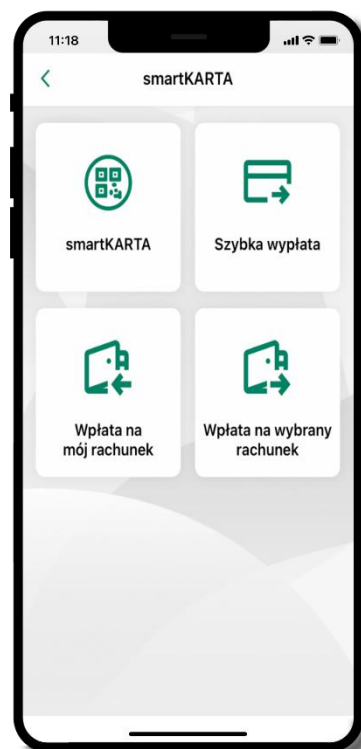 11:18
smartKARTA
smartKARTA
Szybka wypłata
Wpłata na
mój rachunek
Wpłata na wybrany
rachunek